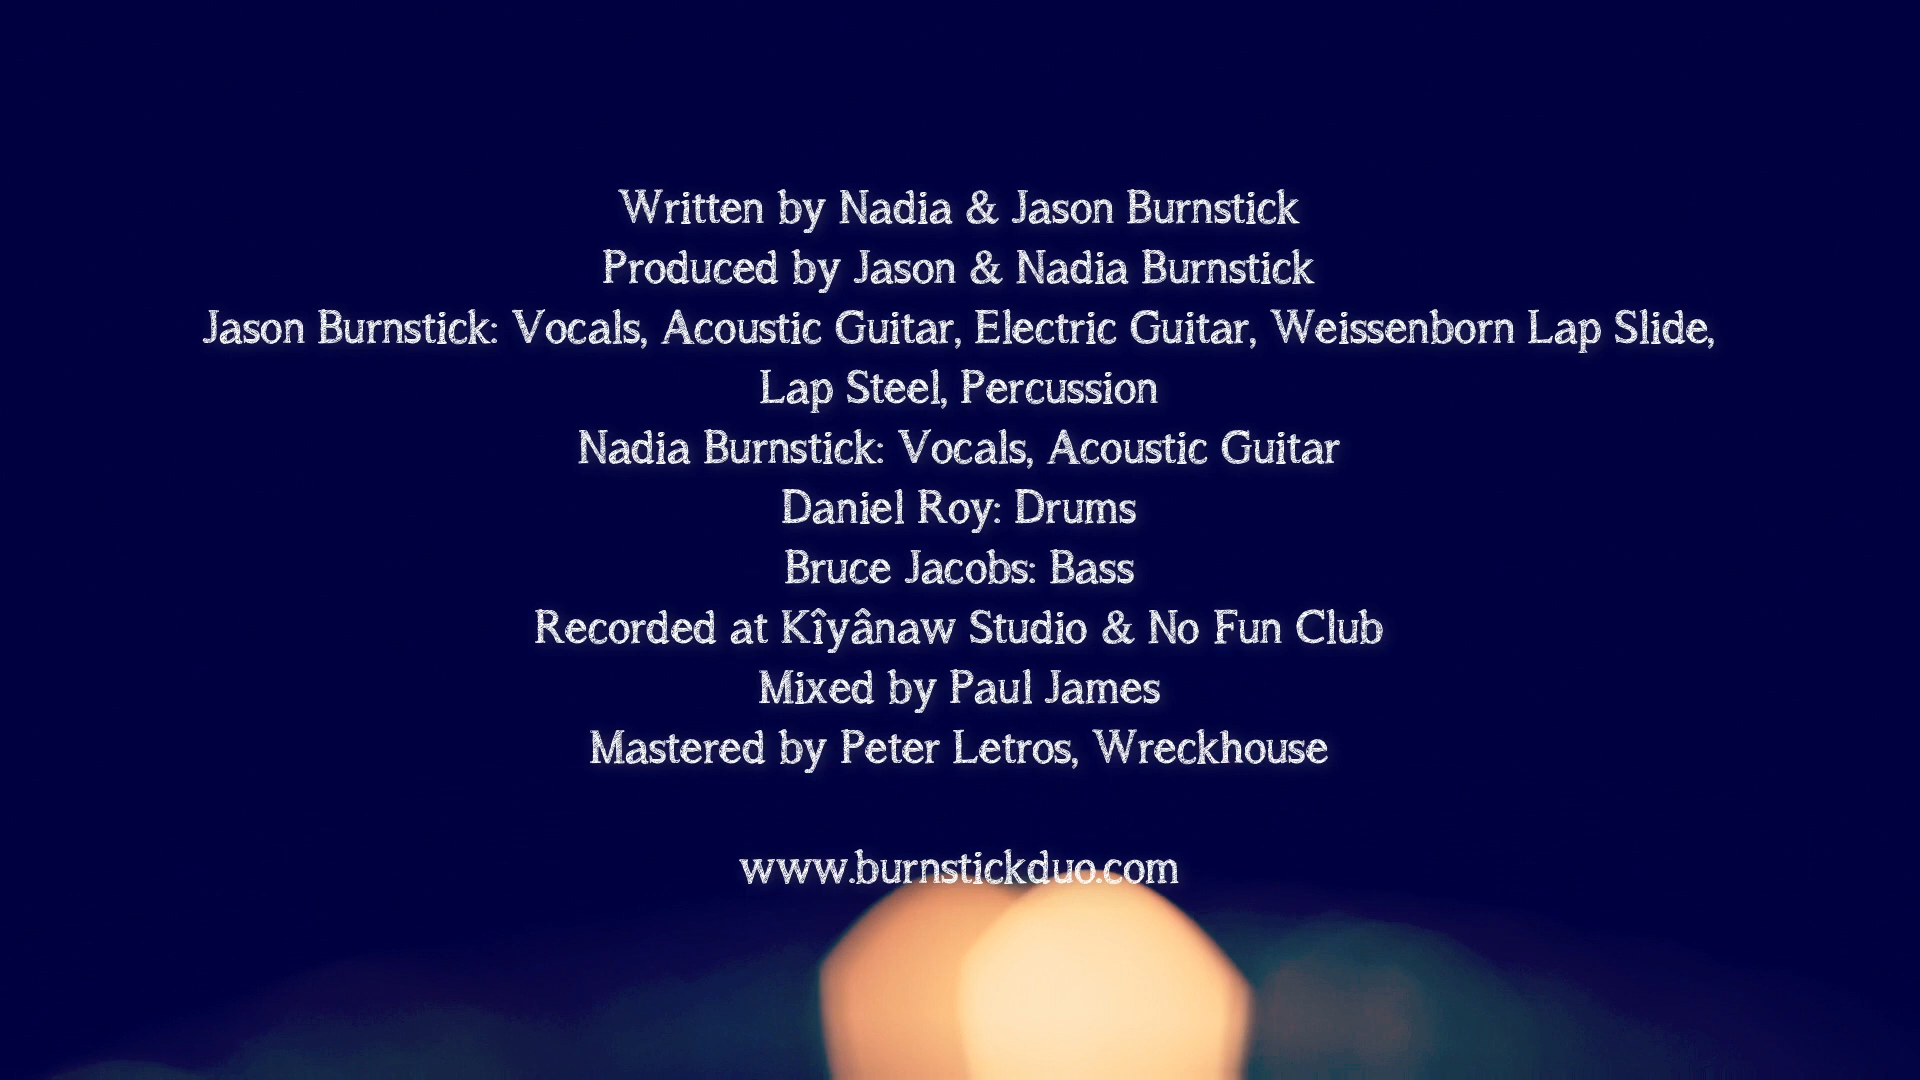 Written by Nadia & Jason Burnstick
Produced by Jason & Nadia Burnstick
Jason Burnstick: Vocals, Acoustic Guitar, Electric Guitar, Weissenborn Lap Slide,
Lap Steel, Percussion
Nadia Burnstick: Vocals, Acoustic Guitar
Daniel Roy: Drums
Bruce Jacobs: Bass
Recorded at Kîyânaw Studio & No Fun Club
Mixed by Paul James
Mastered by Peter Letros, Wreckhouse
www.burnstickduo.com